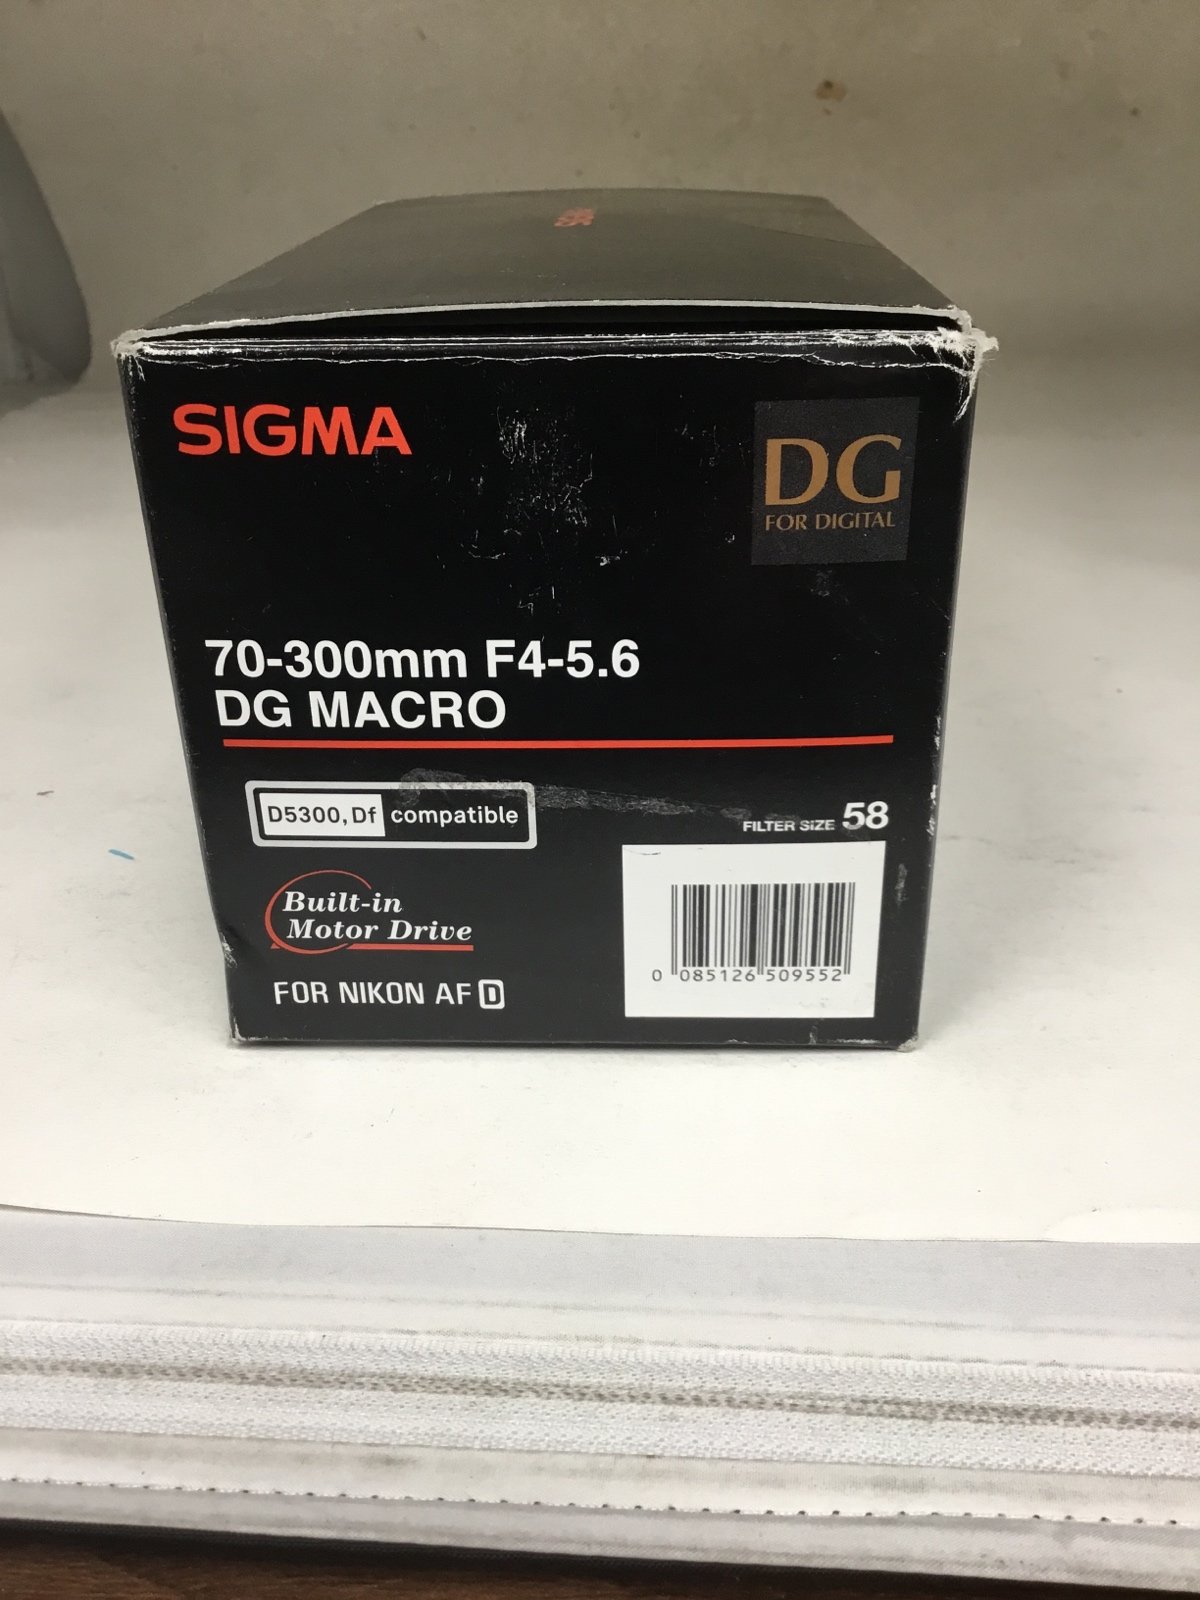 SIGMA
SIGMA
DG
FOR DIGITAL
70-300mm F4-5.6
DG MACRO
D5300, Df compatible
FILTER SIZE 58
Built-in
Motor Drive
FOR NIKON AF D
0 085126 509552